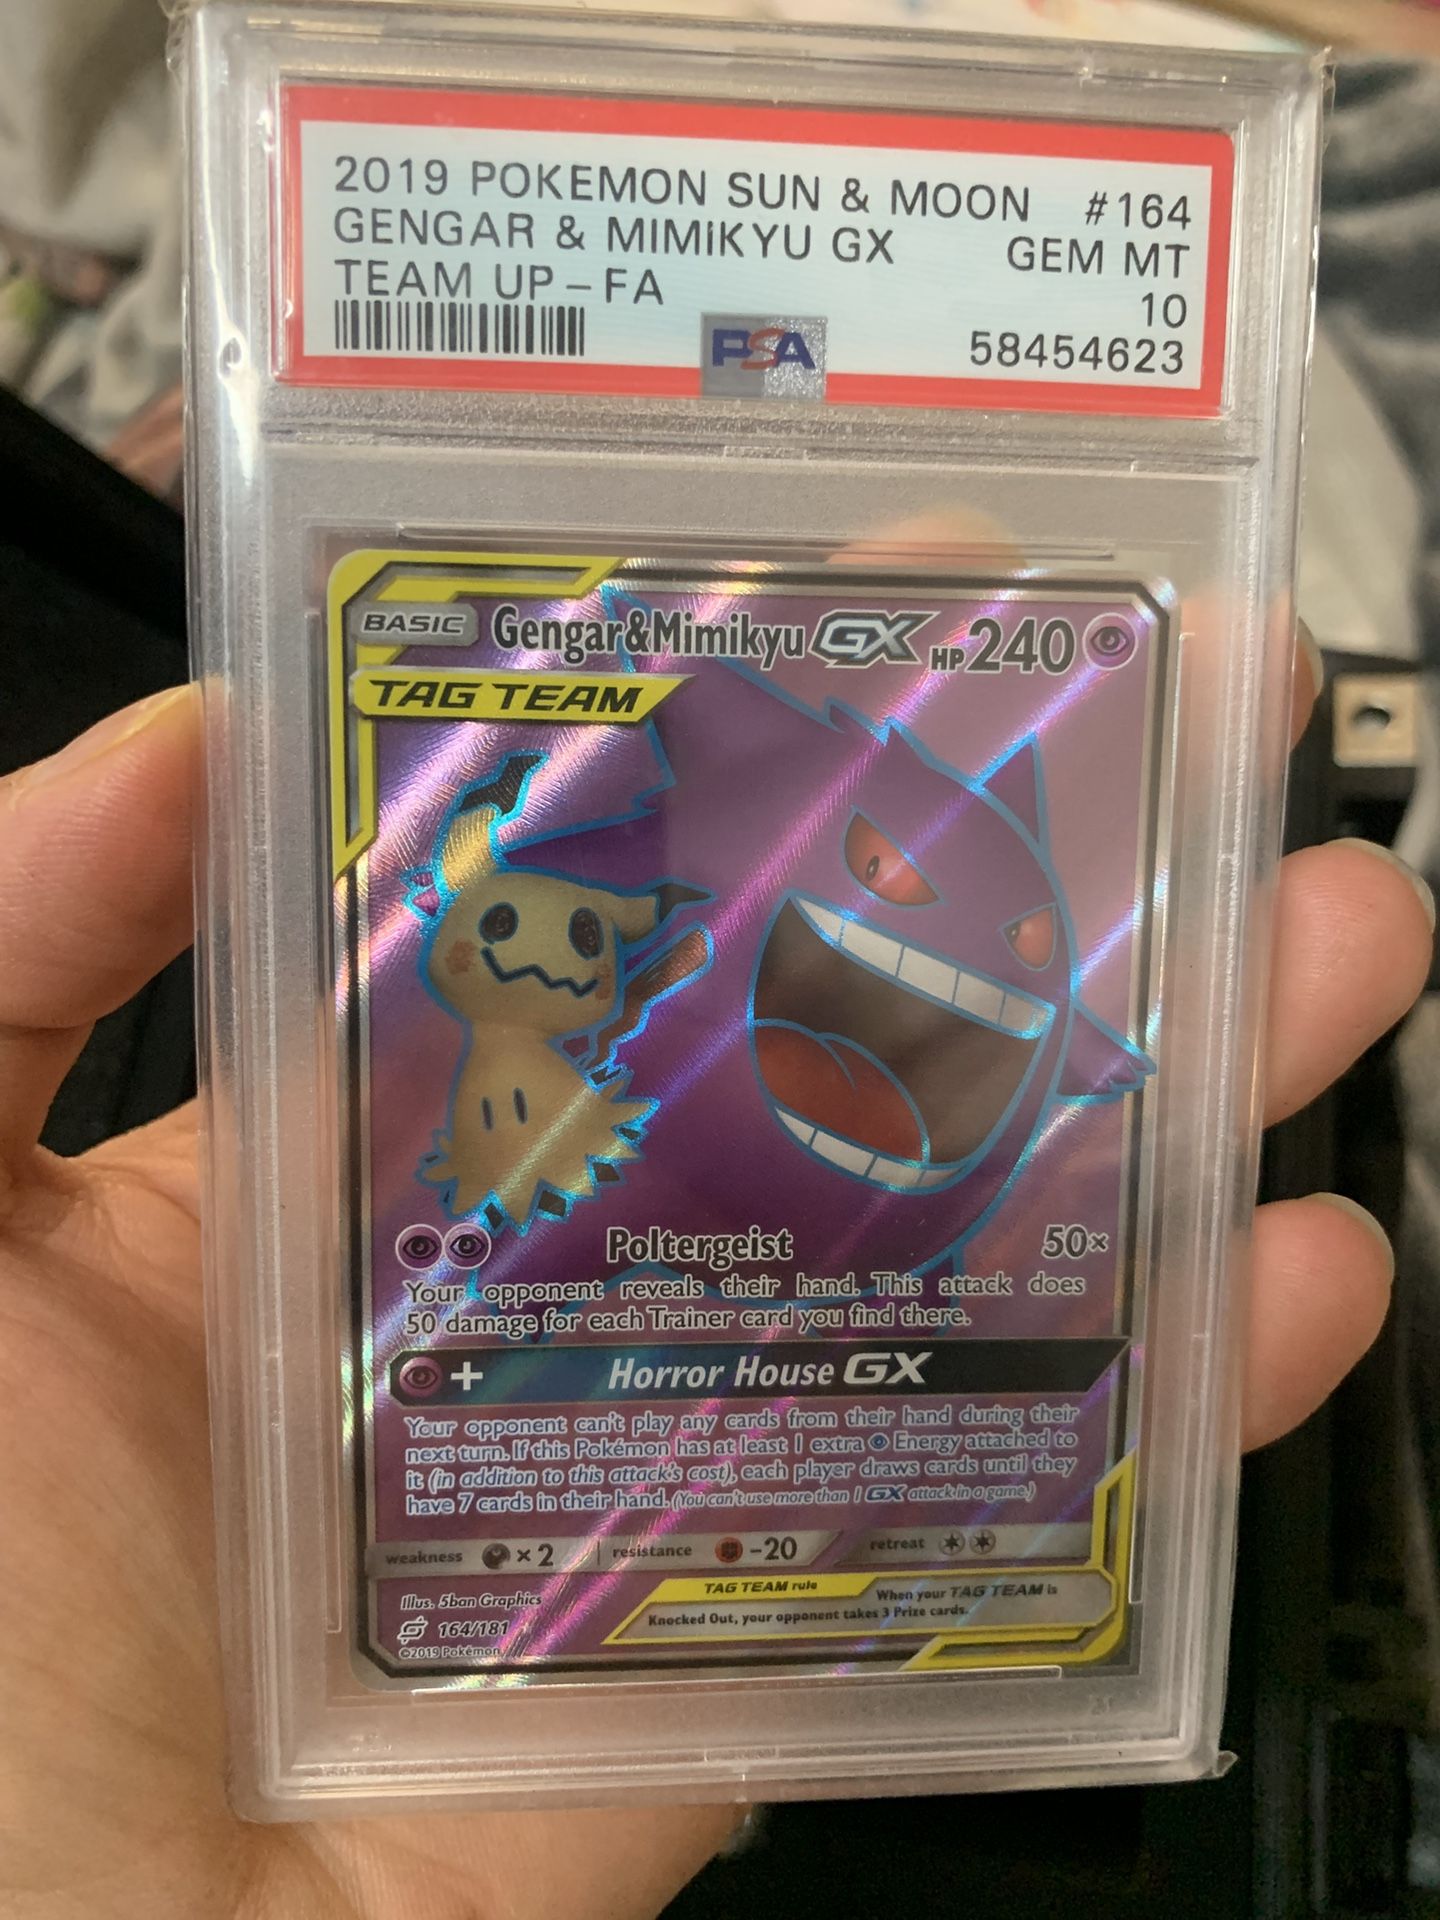 2019 POKEMON SUN & MOON #164
GENGAR & MIMIKYU GX GEM MT
TEAM UP - FA 10
58454623
PSA
BASIC Gengar&Mimikyu GX HP 240
TAG TEAM
Poltergeist 50×
Your opponent reveals their hand. This attack does
50 damage for each Trainer card you find there.
+ Horror House GX
Your opponent can't play any cards from their hand during their
next turn. If this Pokémon has at least 1 extra Energy attached to
it (in addition to this attack's cost), each player draws cards until they
have 7 cards in their hand. (You can't use more than 1 GX attack in a game.)
weakness ×2 resistance -20 retreat
TAG TEAM rule When your TAG TEAM is
Knocked Out, your opponent takes 3 Prize cards.
Illus. 5ban Graphics
164/181
©2019 Pokémon